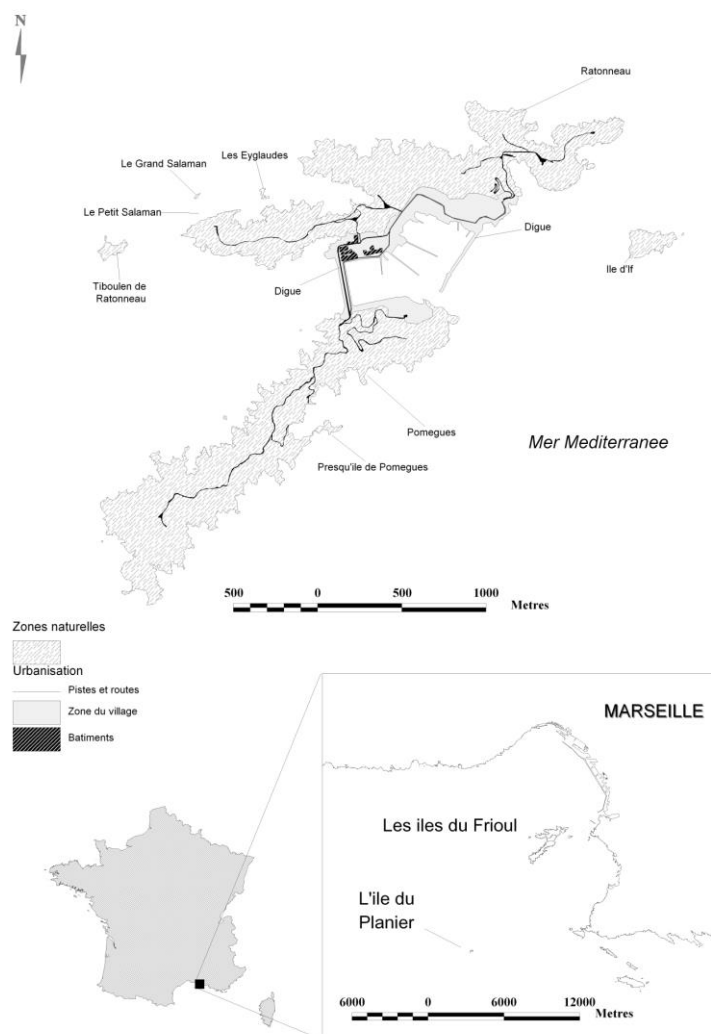 N
Ratonneau
Les Eyglaudes
Le Grand Salaman
Le Petit Salaman
Digue
Ile d'If
Tiboulen de
Ratonneau
Digue
Pomegues
Mer Mediterranee
Presqu'ile de Pomegues
500 0 500 1000 Metres
Zones naturelles
Urbanisation
Pistes et routes
Zone du village
Batiments
MARSEILLE
Les iles du Frioul
L'ile du
Planier
6000 0 6000 12000
Metres